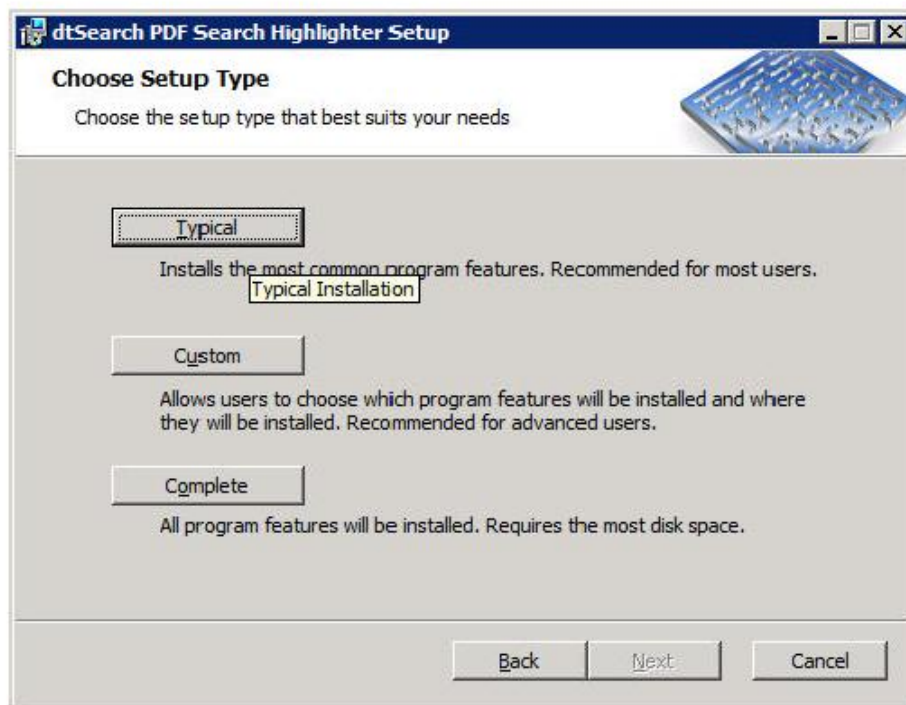 dtSearch PDF Search Highlighter Setup
Choose Setup Type
Choose the setup type that best suits your needs
Typical
Installs the most common program features. Recommended for most users.
Typical Installation
Custom
Allows users to choose which program features will be installed and where
they will be installed. Recommended for advanced users.
Complete
All program features will be installed. Requires the most disk space.
Back Next Cancel